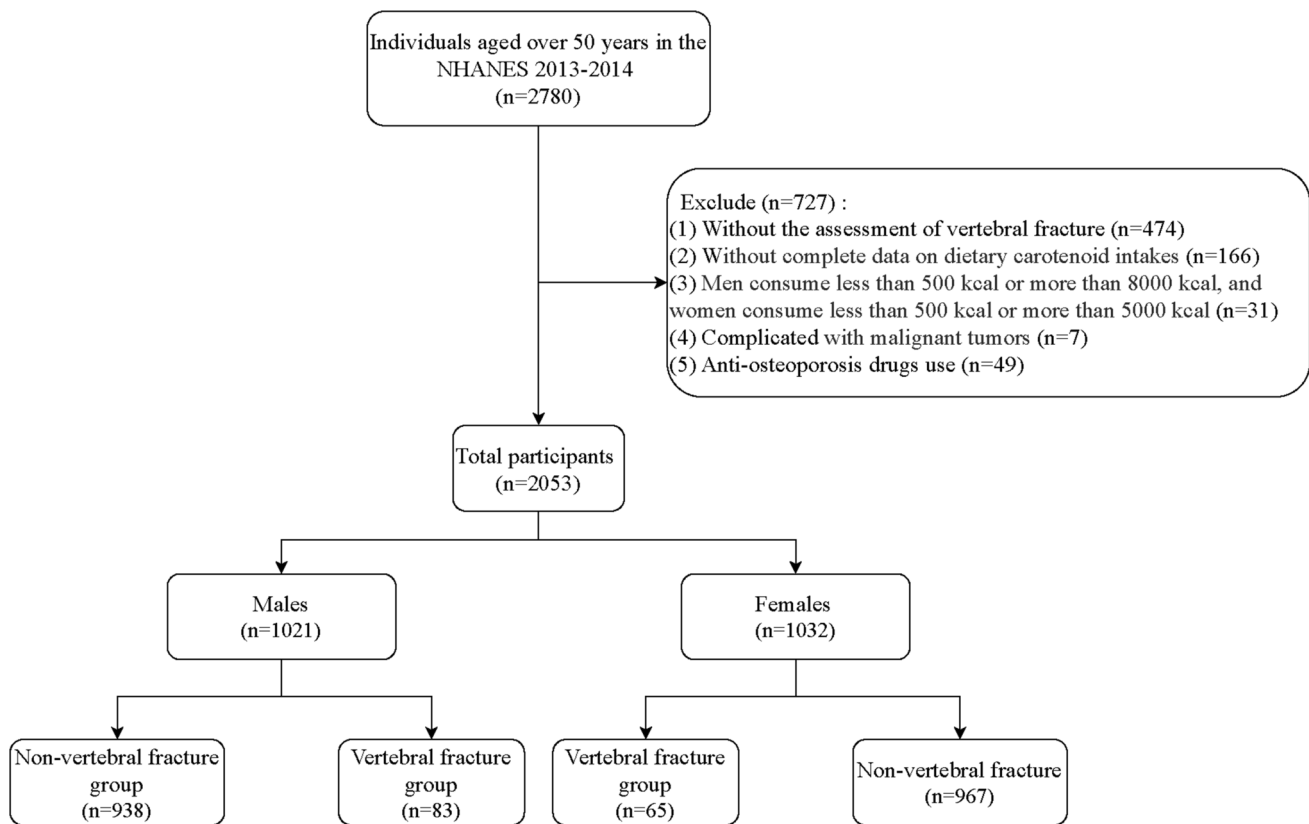 Individuals aged over 50 years in the
NHANES 2013-2014
(n=2780)
Exclude (n=727) :
(1) Without the assessment of vertebral fracture (n=474)
(2) Without complete data on dietary carotenoid intakes (n=166)
(3) Men consume less than 500 kcal or more than 8000 kcal, and
women consume less than 500 kcal or more than 5000 kcal (n=31)
(4) Complicated with malignant tumors (n=7)
(5) Anti-osteoporosis drugs use (n=49)
Total participants
(n=2053)
Males
(n=1021)
Females
(n=1032)
Non-vertebral fracture
group
(n=938)
Vertebral fracture
group
(n=83)
Vertebral fracture
group
(n=65)
Non-vertebral fracture
(n=967)